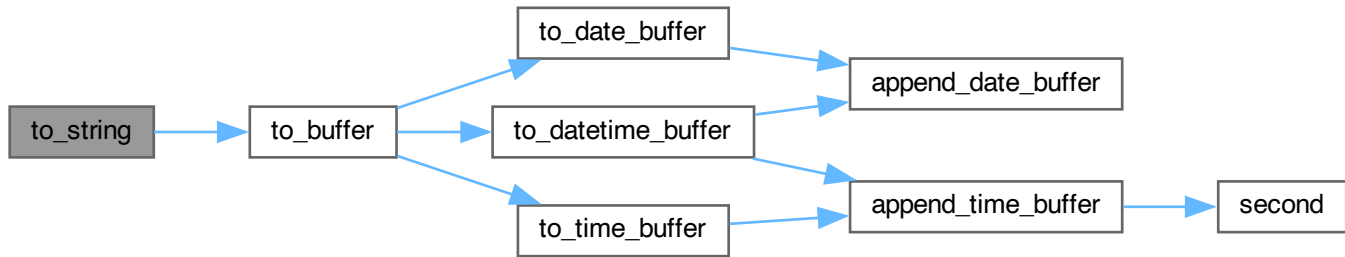 to_string
to_buffer
to_date_buffer
to_datetime_buffer
to_time_buffer
append_date_buffer
append_time_buffer
second